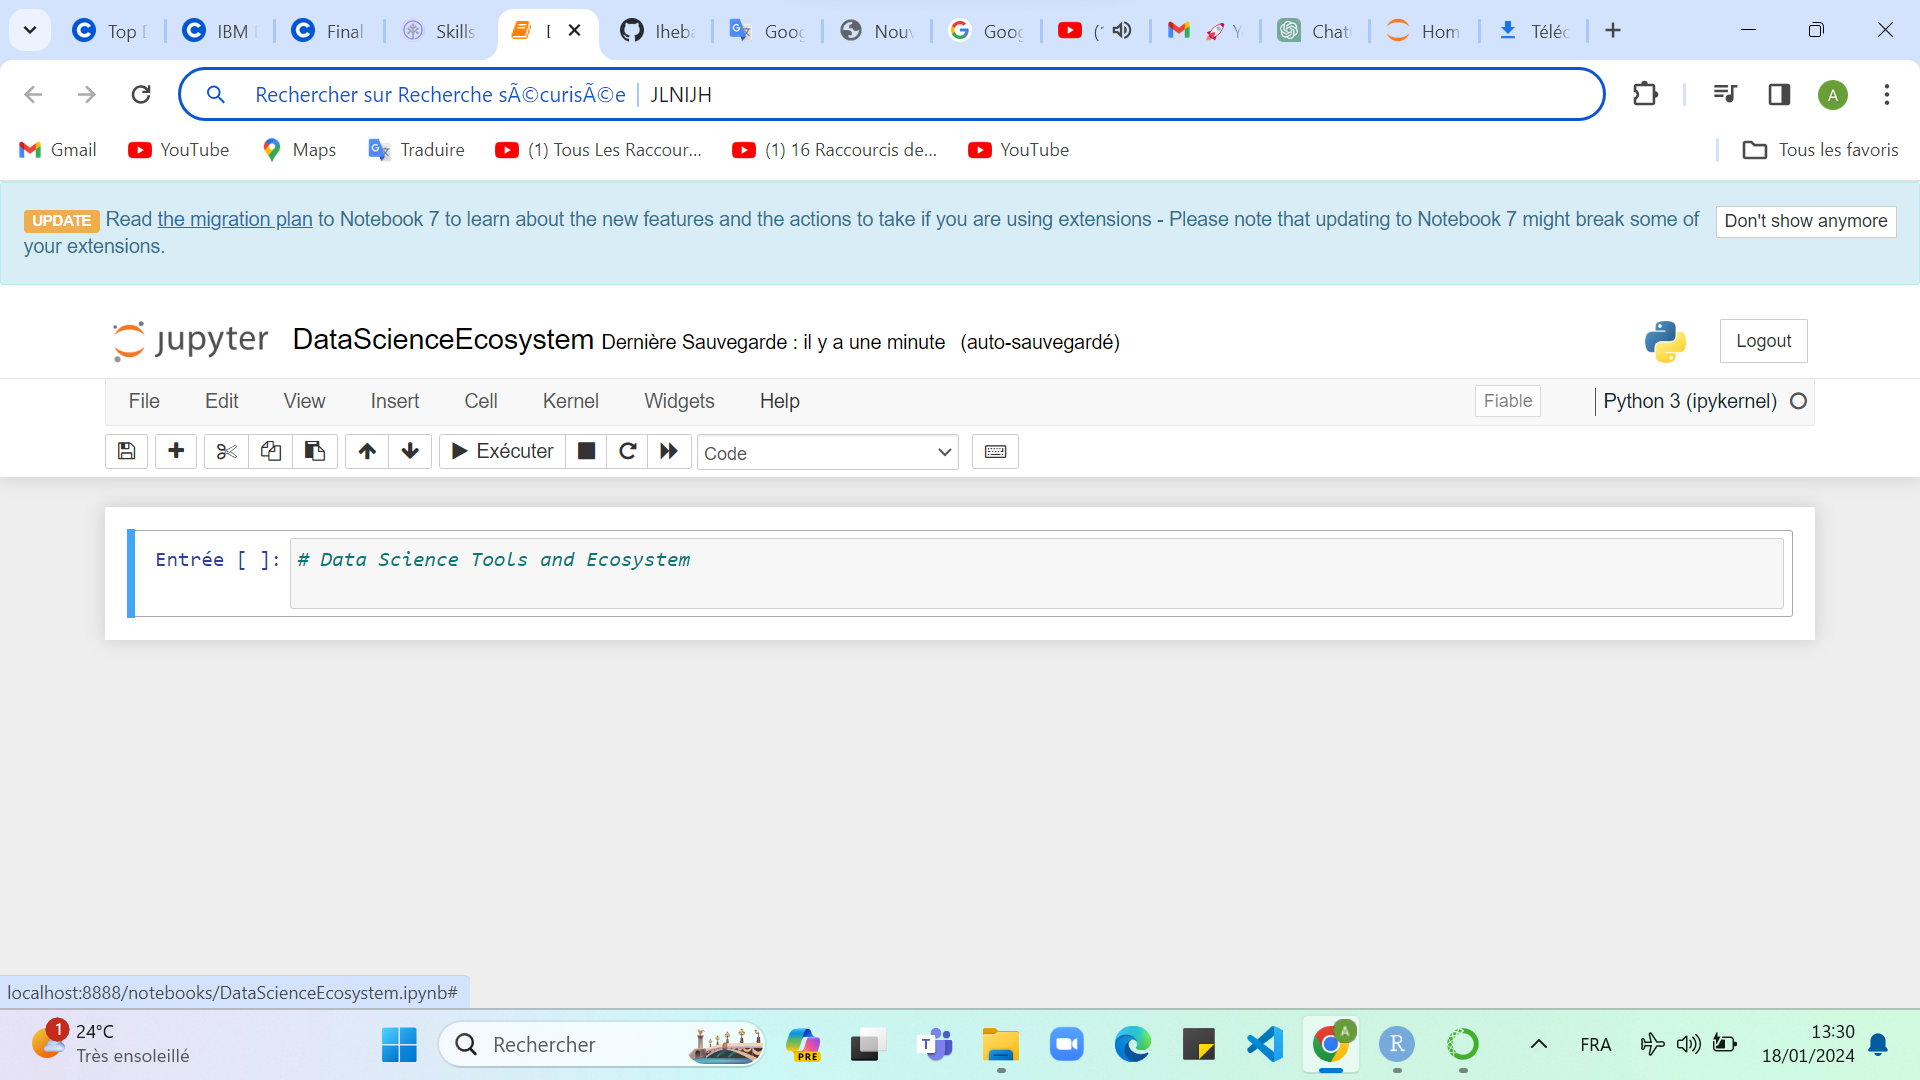 Top
IBM
Final
Skills
Iheb
Goog
Nouv
Goog
Chat
Hom
Téléc
Rechercher sur Recherche sÃ©curisÃ©e JLNIJH
A
Gmail YouTube Maps Traduire (1) Tous Les Raccour... (1) 16 Raccourcis de... YouTube Tous les favoris
UPDATE Read the migration plan to Notebook 7 to learn about the new features and the actions to take if you are using extensions - Please note that updating to Notebook 7 might break some of
your extensions.
Don't show anymore
jupyter DataScienceEcosystem Dernière Sauvegarde : il y a une minute (auto-sauvegardé)
Logout
File Edit View Insert Cell Kernel Widgets Help Fiable Python 3 (ipykernel)
Exécuter Code
Entrée [ ]: # Data Science Tools and Ecosystem
localhost:8888/notebooks/DataScienceEcosystem.ipynb#
1 24°C
Très ensoleillé
Rechercher
PRE
T
A
R
FRA
13:30
18/01/2024